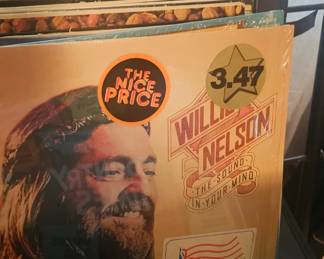 THE
NICE
PRICE
3.47
WILLIE
NELSON
THE SOUND
IN YOUR MIND